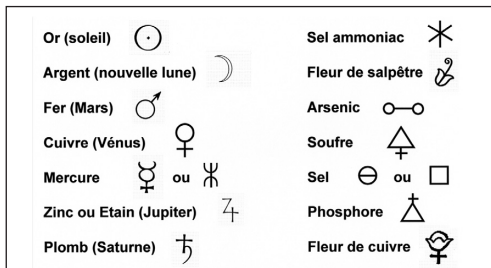 Or (soleil)
Argent (nouvelle lune)
Fer (Mars)
Cuivre (Vénus)
Mercure ou
Zinc ou Etain (Jupiter)
Plomb (Saturne)
Sel ammoniac
Fleur de salpêtre
Arsenic
Soufre
Sel ou
Phosphore
Fleur de cuivre